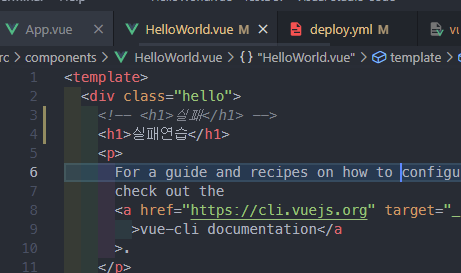 Help
App.vue HelloWorld.vue deploy.yml
components > HelloWorld.vue > {} "HelloWorld.vue" > template
1 <template>
2 <div class="hello">
3 <!-- <h1>실패</h1> -->
4 <h1>실패연습</h1>
5 <p>
6 For a guide and recipes on how to configu
7 check out the
8 <a href="https://cli.vuejs.org" target="_
9 >vue-cli documentation</a
10 >.
11 </p>